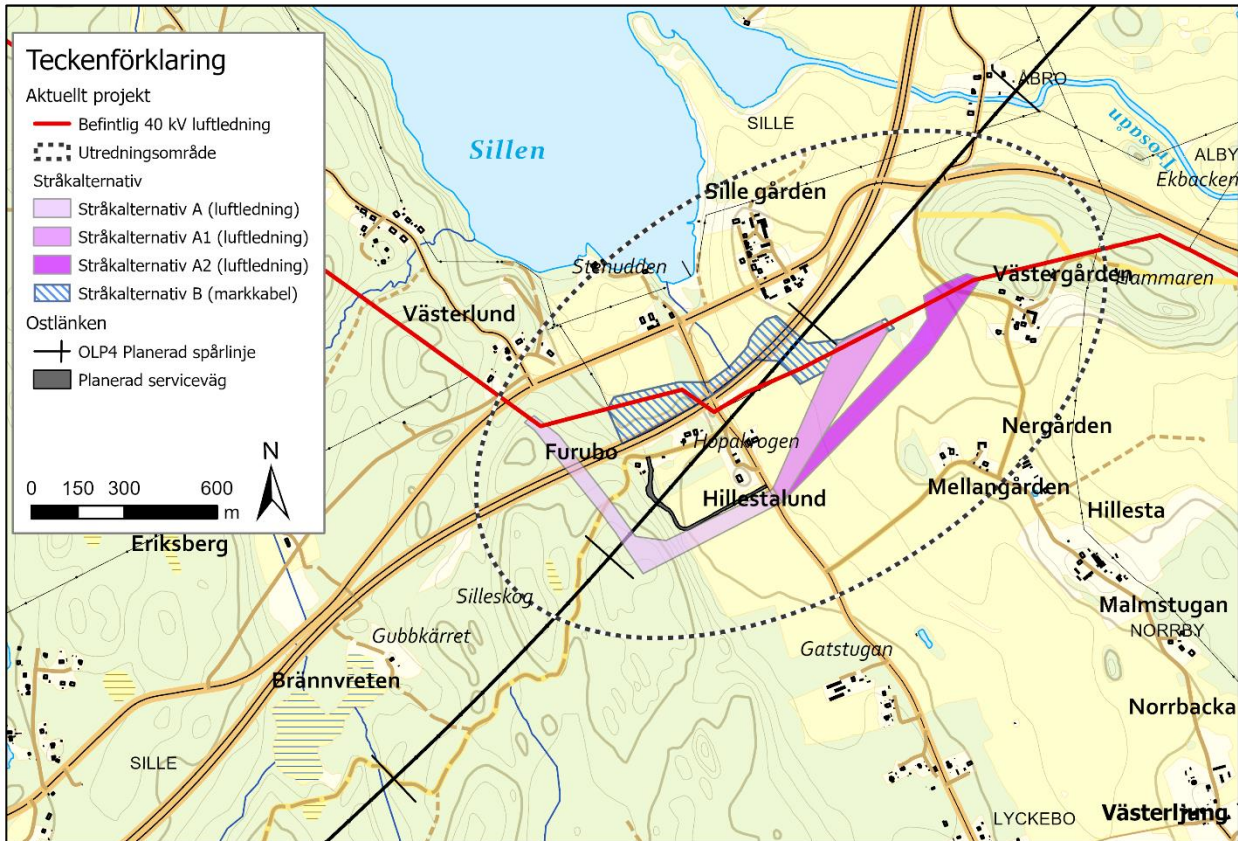 Teckenförklaring
Aktuellt projekt
Befintlig 40 kV luftledning
Utredningsområde
Stråkalternativ
Stråkalternativ A (luftledning)
Stråkalternativ A1 (luftledning)
Stråkalternativ A2 (luftledning)
Stråkalternativ B (markkabel)
Ostlänken
OLP4 Planerad spårlinje
Planerad serviceväg
N
0 150 300 600
m
ÅBRO
SILLE
Trosaån
Sillen
ALBY
Ekbacken
Sille gården
Stenudden
Västergården
Hammaren
Västerlund
Nergården
Hopakrogen
Furubo
Mellangården
Hillestalund
Hillesta
Eriksberg
Silleskog
Malmstugan
NORRBY
Gubbkärret
Gatstugan
Brännvreten
Norrbacka
SILLE
LYCKEBO
Västerljung